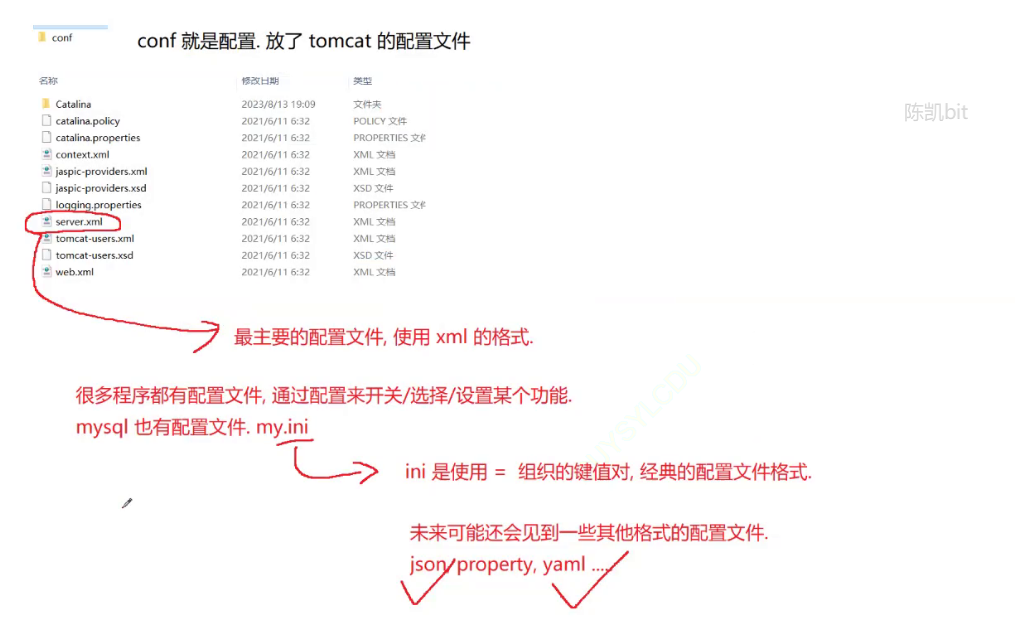 conf
conf 就是配置. 放了 tomcat 的配置文件
名称 修改日期 类型
Catalina 2023/8/13 19:09 文件夹
陈凯bit
catalina.policy 2021/6/11 6:32 POLICY 文件
catalina.properties 2021/6/11 6:32 PROPERTIES 文件
context.xml 2021/6/11 6:32 XML 文档
jaspic-providers.xml 2021/6/11 6:32 XML 文档
jaspic-providers.xsd 2021/6/11 6:32 XSD 文件
logging.properties 2021/6/11 6:32 PROPERTIES 文件
server.xml 2021/6/11 6:32 XML 文档
tomcat-users.xml 2021/6/11 6:32 XML 文档
tomcat-users.xsd 2021/6/11 6:32 XSD 文件
web.xml 2021/6/11 6:32 XML 文档
最主要的配置文件, 使用 xml 的格式.
很多程序都有配置文件, 通过配置来开关/选择/设置某个功能.
mysql 也有配置文件. my.ini
ini 是使用 = 组织的键值对, 经典的配置文件格式.
未来可能还会见到一些其他格式的配置文件.
json, property, yaml ....